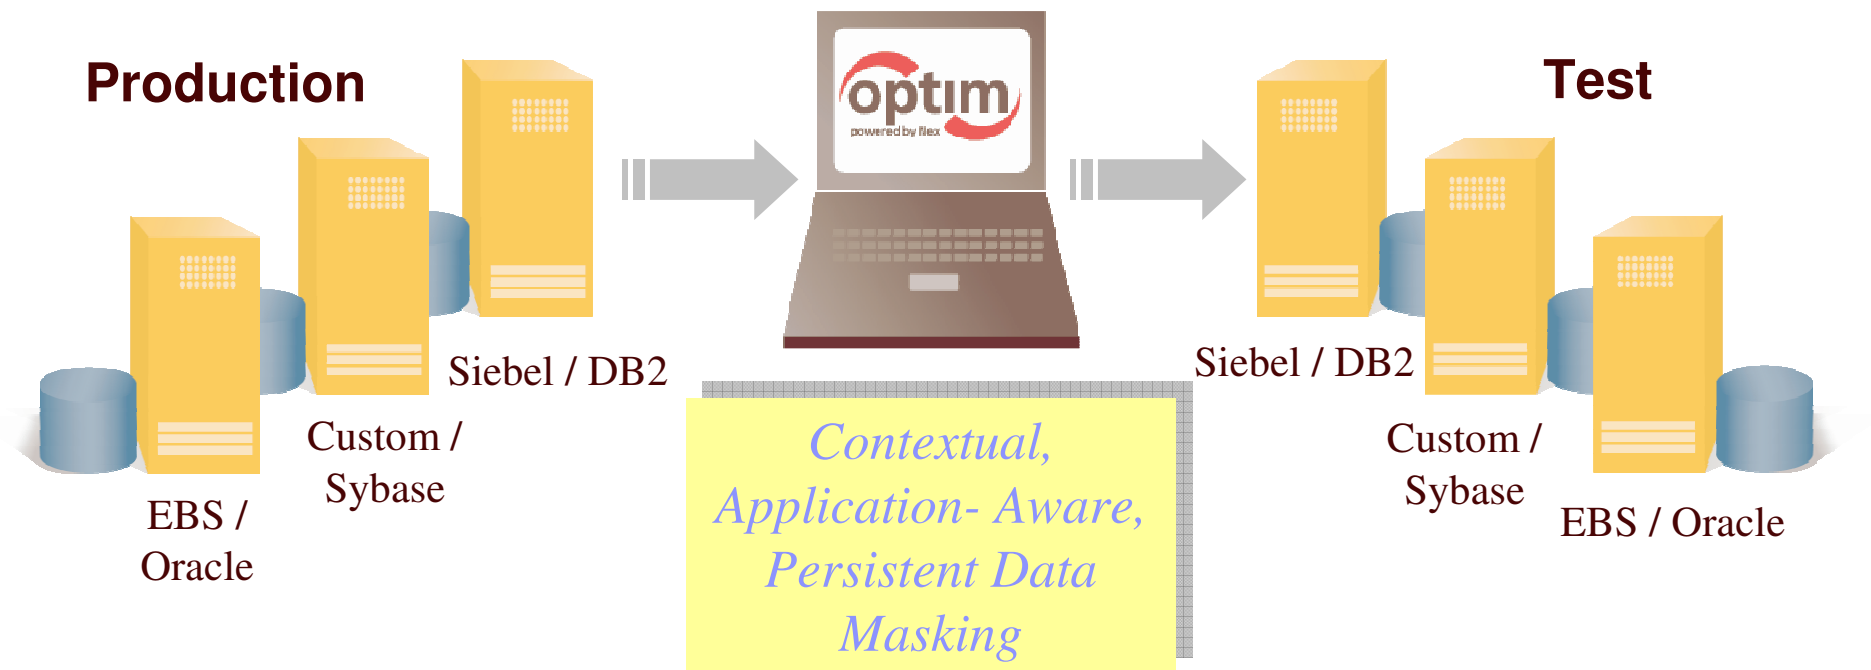 Production
Test
optim
powered by flex
Siebel / DB2
Custom /
Sybase
EBS /
Oracle
Siebel / DB2
Custom /
Sybase
EBS / Oracle
Contextual,
Application- Aware,
Persistent Data
Masking